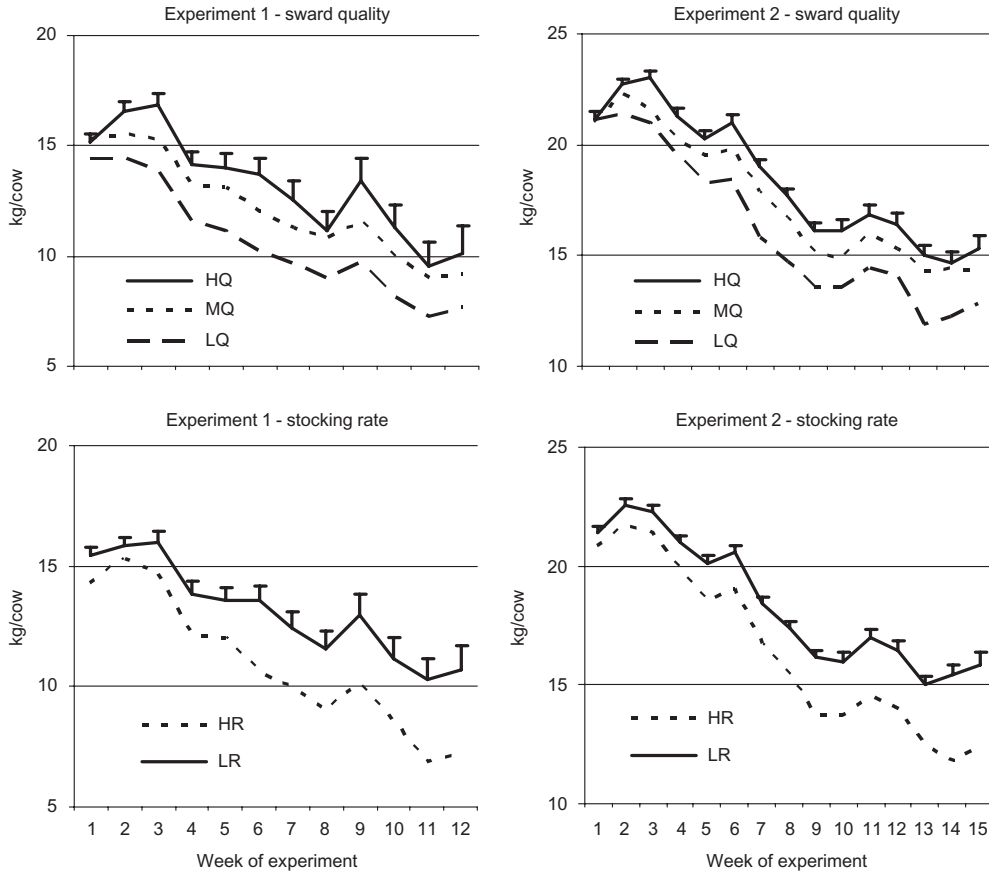 Experiment 1 - sward quality
20
15
10
5
kg/cow
HQ
MQ
LQ
Experiment 2 - sward quality
25
20
15
10
kg/cow
HQ
MQ
LQ
Experiment 1 - stocking rate
20
15
10
5
kg/cow
HR
LR
1 2 3 4 5 6 7 8 9 10 11 12
Week of experiment
Experiment 2 - stocking rate
25
20
15
10
kg/cow
HR
LR
1 2 3 4 5 6 7 8 9 10 11 12 13 14 15
Week of experiment